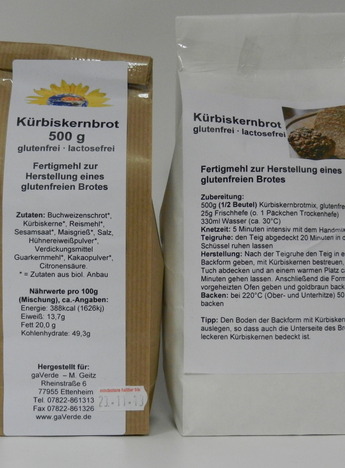 Kürbiskernbrot
500 g
glutenfrei · lactosefrei
Fertigmehl zur
Herstellung eines
glutenfreien Brotes
Zutaten: Buchweizenschrot*,
Kürbiskerne*, Reismehl*,
Sesamsaat*, Maisgrieß*, Salz,
Hühnereiweißpulver*,
Verdickungsmittel
Guarkernmehl*, Kakaopulver*,
Citronensäure
* = Zutaten aus biol. Anbau
Nährwerte pro 100g
(Mischung), ca.-Angaben:
Energie: 388kcal (1626kj)
Eiweiß: 13,7g
Fett 20,0 g
Kohlenhydrate: 49,3g
Hergestellt für:
gaVerde – M. Geitz
Rheinstraße 6
77955 Ettenheim
Tel. 07822-861313
Fax 07822-861326
www.gaVerde.de
mindestens haltbar bis
Kürbiskernbrot
glutenfrei · lactosefrei
Fertigmehl zur Herstellung eines
glutenfreien Brotes
Zubereitung:
500g (1/2 Beutel) Kürbiskernbrotmix, glutenfre
25g Frischhefe (o. 1 Päckchen Trockenhefe)
330ml Wasser (ca. 30°C)
Knetzeit: 5 Minuten intensiv mit dem Handmix
Teigruhe: den Teig abgedeckt 20 Minuten in d
Schüssel ruhen lassen
Herstellung: Nach der Teigruhe den Teig in e
Backform geben, mit Kürbiskernen bestreuen,
Tuch abdecken und an einem warmen Platz c
Minuten gehen lassen. Anschließend die Form
vorgeheizten Ofen geben und goldbraun back
Backen: bei 220°C (Ober- und Unterhitze) 50
backen.
Tipp: Den Boden der Backform mit Kürbisker
auslegen, so dass auch die Unterseite des Br
leckeren Kürbiskernen bedeckt ist.